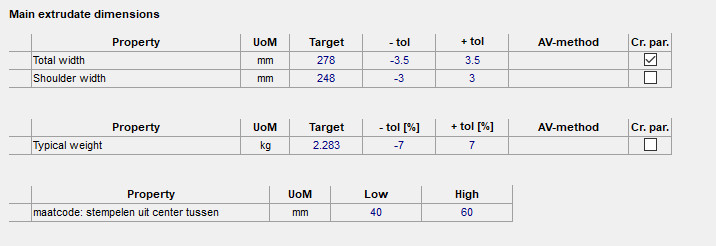 Main extrudate dimensions
Property UoM Target - tol + tol AV-method Cr. par.
Total width mm 278 -3.5 3.5
Shoulder width mm 248 -3 3
Property UoM Target - tol [%] + tol [%] AV-method Cr. par.
Typical weight kg 2.283 -7 7
Property UoM Low High
maatcode: stempelen uit center tussen mm 40 60